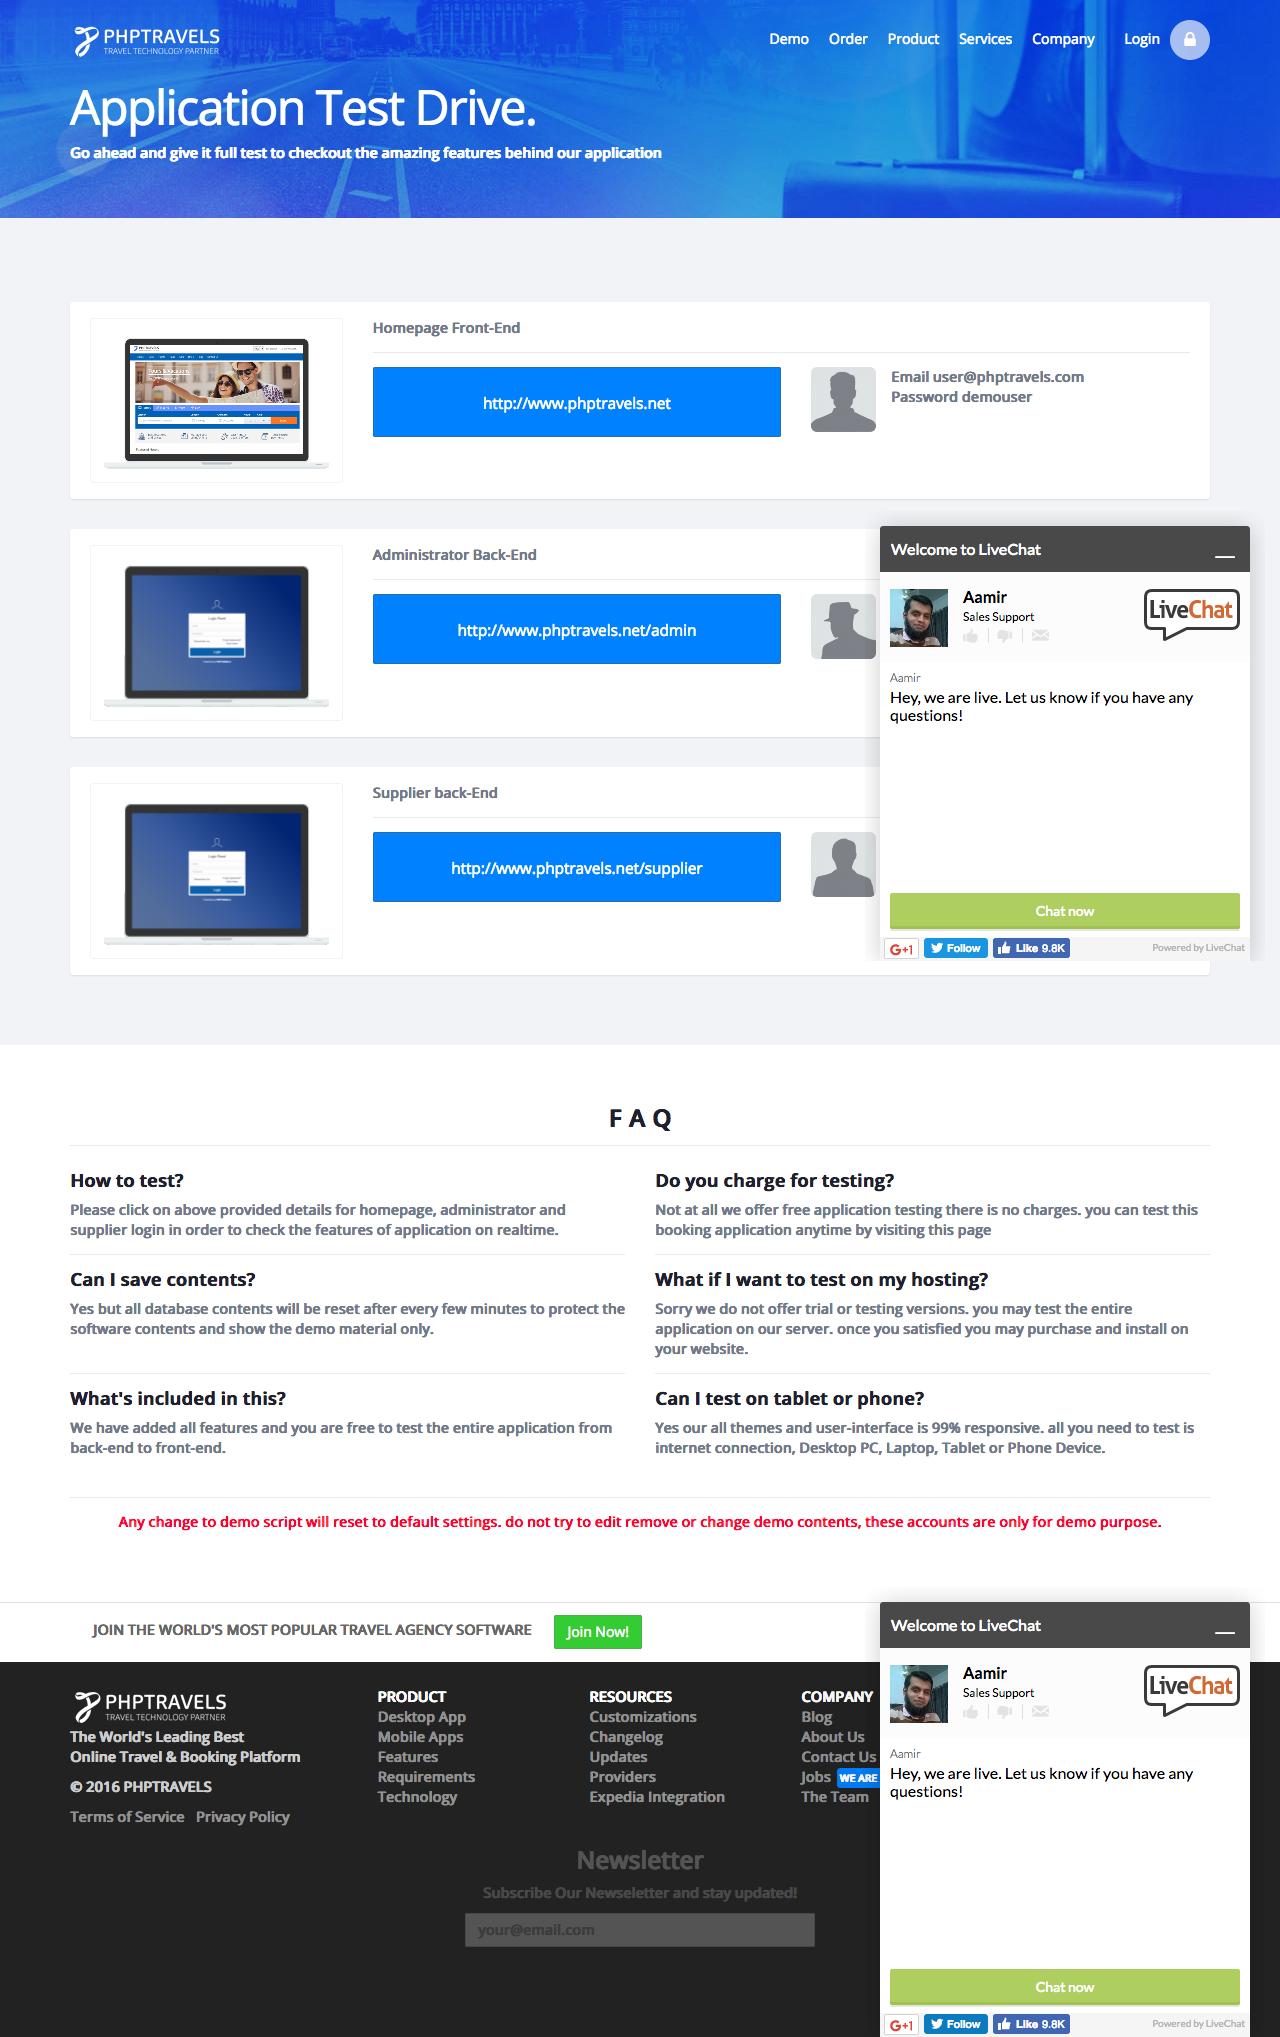 PHPTRAVELS
TRAVEL TECHNOLOGY PARTNER
Demo Order Product Services Company Login
Application Test Drive.
Go ahead and give it full test to checkout the amazing features behind our application
Homepage Front-End
http://www.phptravels.net
Email user@phptravels.com
Password demouser
Administrator Back-End
http://www.phptravels.net/admin
Supplier back-End
http://www.phptravels.net/supplier
Welcome to LiveChat
Aamir
Sales Support
LiveChat
Aamir
Hey, we are live. Let us know if you have any
questions!
Chat now
G+1 Follow Like 9.8K Powered by LiveChat
F A Q
How to test?
Please click on above provided details for homepage, administrator and
supplier login in order to check the features of application on realtime.
Do you charge for testing?
Not at all we offer free application testing there is no charges. you can test this
booking application anytime by visiting this page
Can I save contents?
Yes but all database contents will be reset after every few minutes to protect the
software contents and show the demo material only.
What if I want to test on my hosting?
Sorry we do not offer trial or testing versions. you may test the entire
application on our server. once you satisfied you may purchase and install on
your website.
What's included in this?
We have added all features and you are free to test the entire application from
back-end to front-end.
Can I test on tablet or phone?
Yes our all themes and user-interface is 99% responsive. all you need to test is
internet connection, Desktop PC, Laptop, Tablet or Phone Device.
Any change to demo script will reset to default settings. do not try to edit remove or change demo contents, these accounts are only for demo purpose.
JOIN THE WORLD'S MOST POPULAR TRAVEL AGENCY SOFTWARE Join Now!
PHPTRAVELS
TRAVEL TECHNOLOGY PARTNER
The World's Leading Best
Online Travel & Booking Platform
© 2016 PHPTRAVELS
Terms of Service Privacy Policy
PRODUCT
Desktop App
Mobile Apps
Features
Requirements
Technology
RESOURCES
Customizations
Changelog
Updates
Providers
Expedia Integration
COMPANY
Blog
About Us
Contact Us
Jobs WE ARE
The Team
Newsletter
Subscribe Our Newseletter and stay updated!
your@email.com
Welcome to LiveChat
Aamir
Sales Support
LiveChat
Aamir
Hey, we are live. Let us know if you have any
questions!
Chat now
G+1 Follow Like 9.8K Powered by LiveChat